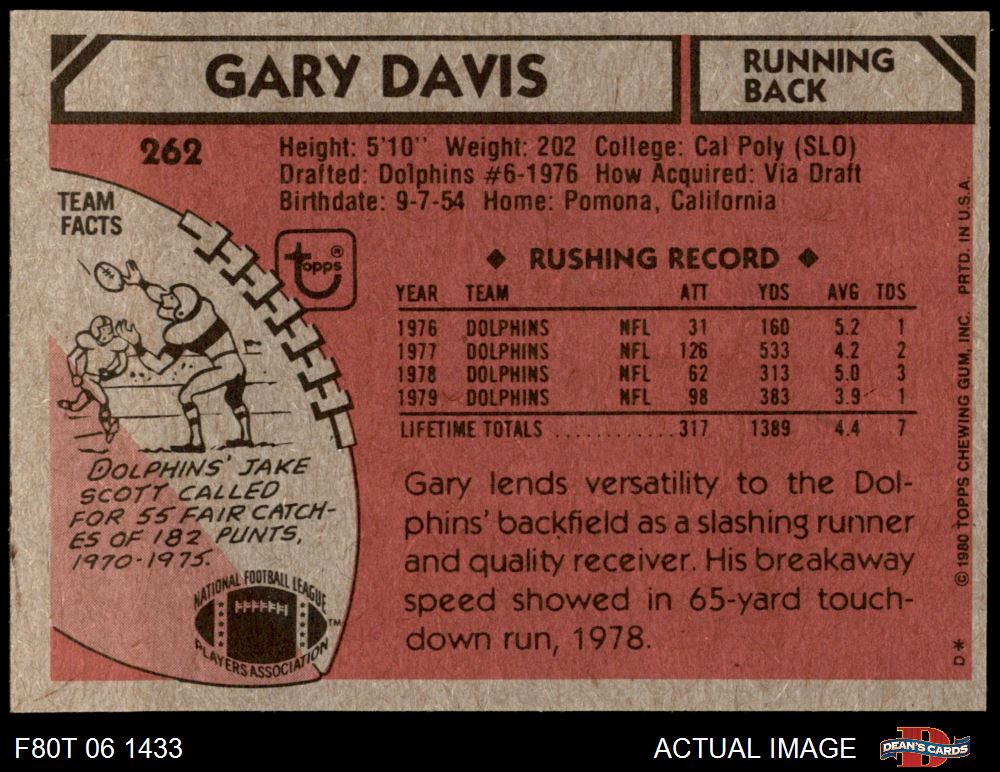 GARY DAVIS
RUNNING
BACK
262
Height: 5'10" Weight: 202 College: Cal Poly (SLO)
Drafted: Dolphins #6-1976 How Acquired: Via Draft
Birthdate: 9-7-54 Home: Pomona, California
TEAM
FACTS
topps ®
◆ RUSHING RECORD ◆
YEAR TEAM ATT YDS AVG TDS
1976 DOLPHINS NFL 31 160 5.2 1
1977 DOLPHINS NFL 126 533 4.2 2
1978 DOLPHINS NFL 62 313 5.0 3
1979 DOLPHINS NFL 98 383 3.9 1
LIFETIME TOTALS ............ 317 1389 4.4 7
DOLPHINS' JAKE
SCOTT CALLED
FOR 55 FAIR CATCH-
ES OF 182 PUNTS,
1970-1975.
NATIONAL FOOTBALL LEAGUE
PLAYERS ASSOCIATION
TM
Gary lends versatility to the Dol-
phins' backfield as a slashing runner
and quality receiver. His breakaway
speed showed in 65-yard touch-
down run, 1978.
D* © 1980 TOPPS CHEWING GUM, INC. PRTD. IN U.S.A.
F80T 06 1433
ACTUAL IMAGE
D
DEAN'S CARDS